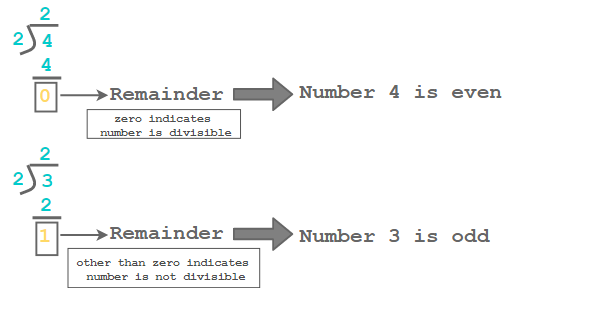 2
2 4
4
0 Remainder Number 4 is even
zero indicates
number is divisible
2
2 3
2
1 Remainder Number 3 is odd
other than zero indicates
number is not divisible